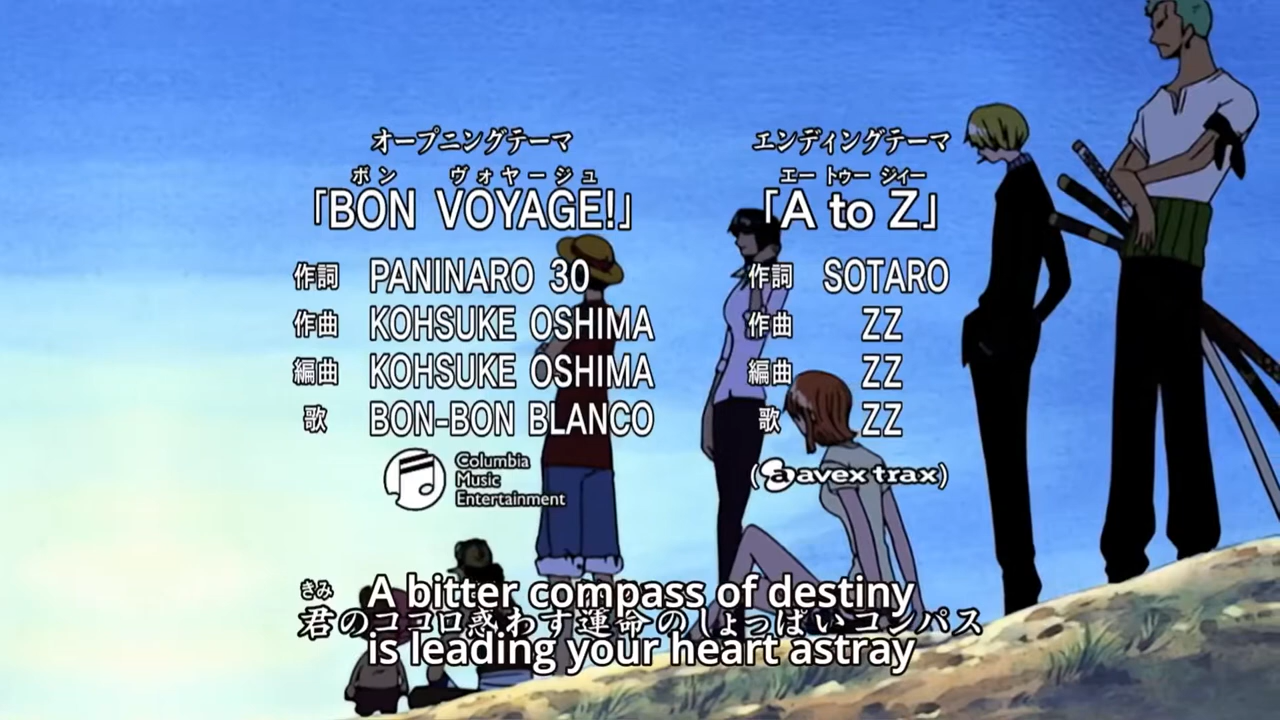 オープニングテーマ
ボン ヴォヤージュ
「BON VOYAGE!」
作詞 PANINARO 30
作曲 KOHSUKE OSHIMA
編曲 KOHSUKE OSHIMA
歌 BON-BON BLANCO
Columbia
Music
Entertainment
エンディングテーマ
エー トゥー ジィー
「A to Z」
作詞 SOTARO
作曲 ZZ
編曲 ZZ
歌 ZZ
(avex trax)
A bitter compass of destiny
is leading your heart astray
きみ
君のココロ惑わす運命のしょっぱいコンパス